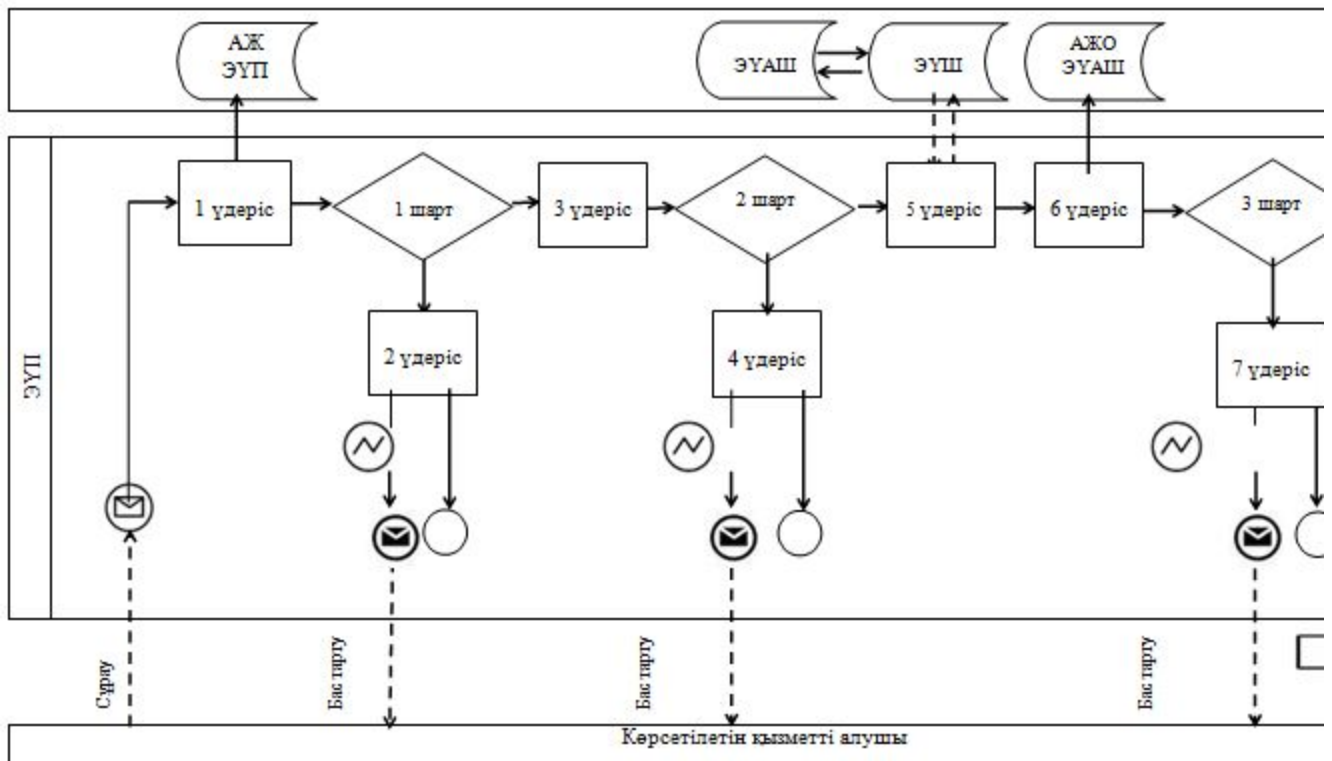 АЖ
ЭҮП
ЭҮАШ
ЭҮШ
АЖО
ЭҮАШ
1 үдеріс
1 шарт
3 үдеріс
2 шарт
5 үдеріс
6 үдеріс
3 шарт
2 үдеріс
4 үдеріс
7 үдеріс
ЭҮП
Сұрау
Бас тарту
Бас тарту
Бас тарту
Көрсетілетін қызметті алушы